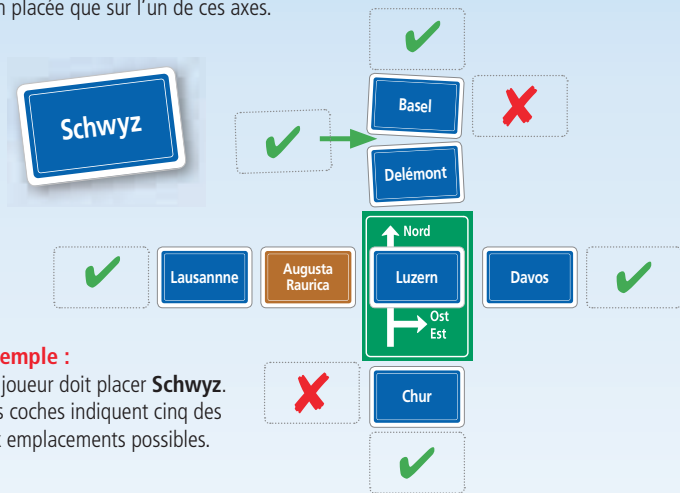 n placée que sur l'un de ces axes.
Schwyz
Basel
Delémont
Nord
Lausannne
Augusta
Raurica
Luzern
Davos
Ost
Est
emple :
joueur doit placer Schwyz.
s coches indiquent cinq des
emplacements possibles.
Chur